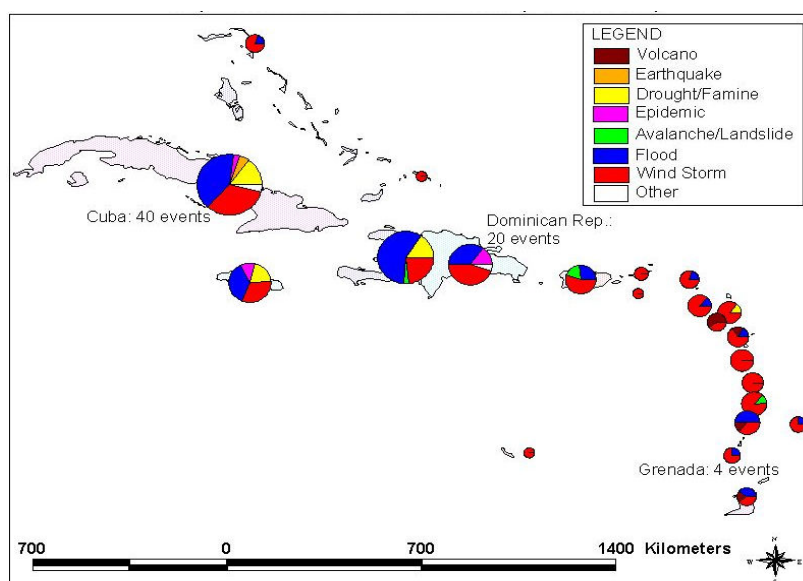 LEGEND
Volcano
Earthquake
Drought/Famine
Epidemic
Avalanche/Landslide
Flood
Wind Storm
Other
Cuba: 40 events
Dominican Rep.:
20 events
Grenada: 4 events
700 0 700 1400 Kilometers
N
W E
S